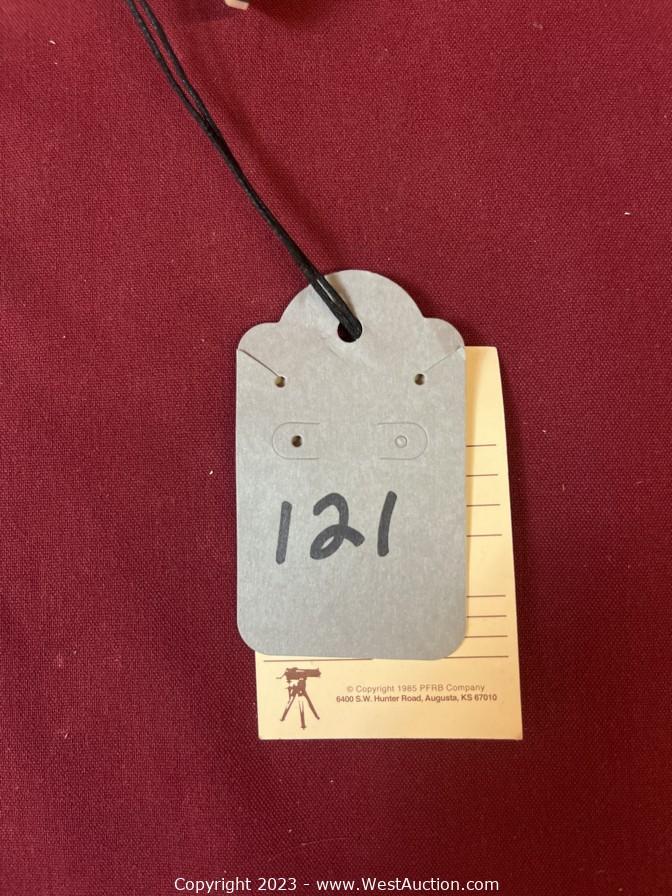 121
© Copyright 1985 PFRB Company
6400 S.W. Hunter Road, Augusta, KS 67010
Copyright 2023 - www.WestAuction.com